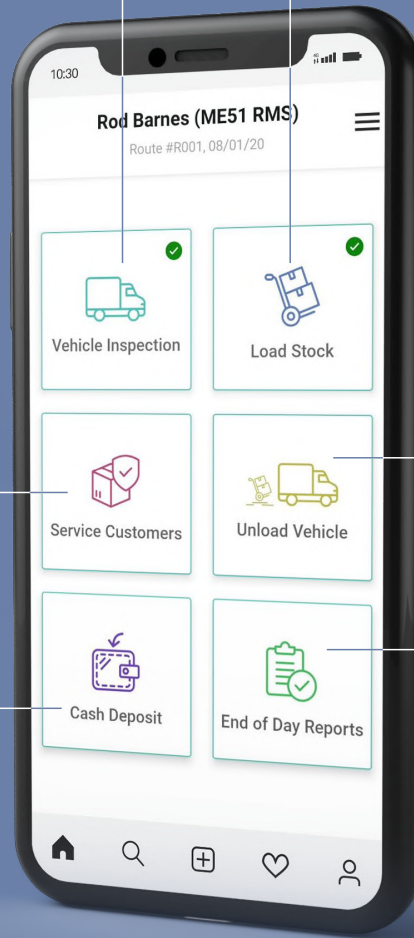 10:30
4G
Rod Barnes (ME51 RMS)
Route #R001, 08/01/20
Vehicle Inspection
Load Stock
Service Customers
Unload Vehicle
Cash Deposit
End of Day Reports